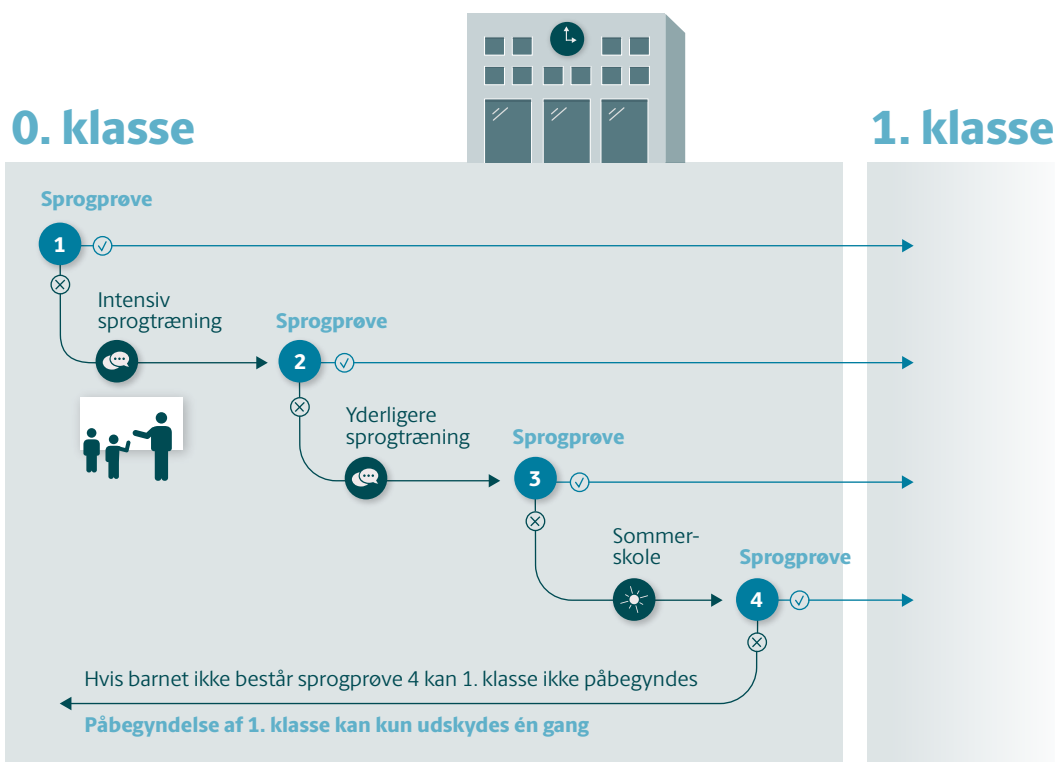 0. klasse
1. klasse
Sprogprøve
1
Intensiv
sprogtræning
Sprogprøve
2
Yderligere
sprogtræning
Sprogprøve
3
Sommer-
skole
Sprogprøve
4
Hvis barnet ikke består sprogprøve 4 kan 1. klasse ikke påbegyndes
Påbegyndelse af 1. klasse kan kun udskydes én gang